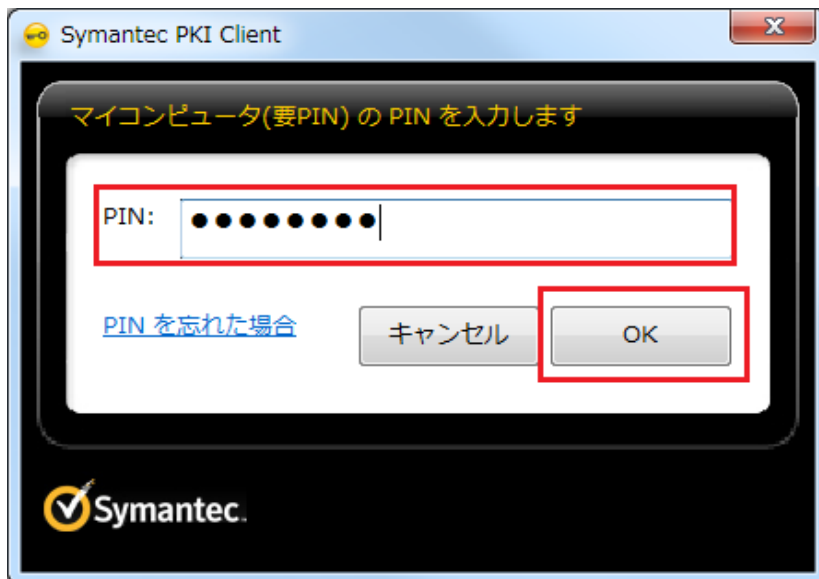 Symantec PKI Client
マイコンピュータ(要PIN) の PIN を入力します
PIN: ●●●●●●●●
PIN を忘れた場合
キャンセル
OK
Symantec.